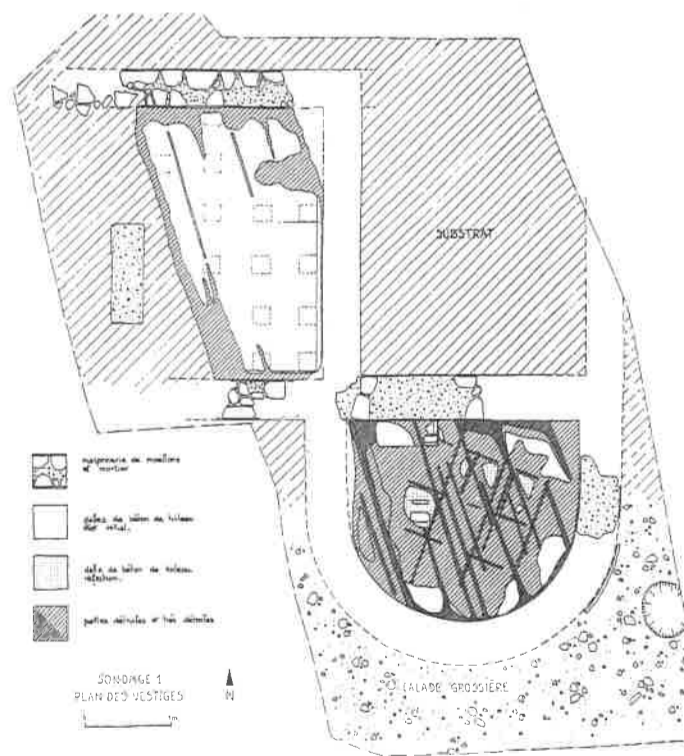 SUBSTRAT
maçonnerie de moellons
et mortier
dalles de béton de tuileau
état initial.
dalle de béton de tuileau
réfection.
parties détruites et très détruites
SONDAGE 1
PLAN DES VESTIGES
N
1m
CALADE GROSSIÈRE